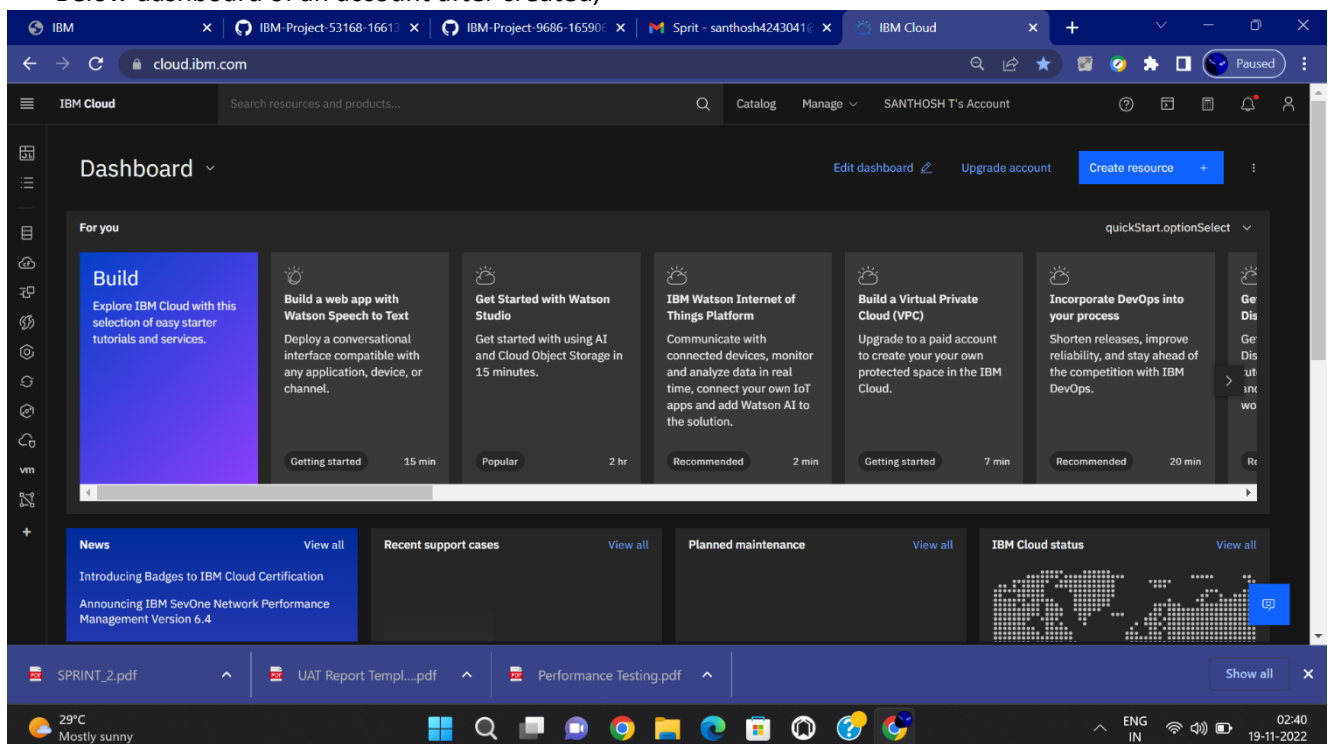 Below dashboard of an account after created,
IBM
IBM-Project-53168-16613
IBM-Project-9686-165906
Sprit - santhosh4243041@
IBM Cloud
cloud.ibm.com
Paused
IBM Cloud
Search resources and products...
Catalog
Manage
SANTHOSH T's Account
Dashboard
Edit dashboard
Upgrade account
Create resource +
For you
quickStart.optionSelect
Build
Explore IBM Cloud with this
selection of easy starter
tutorials and services.
Build a web app with
Watson Speech to Text
Deploy a conversational
interface compatible with
any application, device, or
channel.
Getting started
15 min
Get Started with Watson
Studio
Get started with using AI
and Cloud Object Storage in
15 minutes.
Popular
2 hr
IBM Watson Internet of
Things Platform
Communicate with
connected devices, monitor
and analyze data in real
time, connect your own IoT
apps and add Watson AI to
the solution.
Recommended
2 min
Build a Virtual Private
Cloud (VPC)
Upgrade to a paid account
to create your your own
protected space in the IBM
Cloud.
Getting started
7 min
Incorporate DevOps into
your process
Shorten releases, improve
reliability, and stay ahead of
the competition with IBM
DevOps.
Recommended
20 min
vm
News
View all
Introducing Badges to IBM Cloud Certification
Announcing IBM SevOne Network Performance
Management Version 6.4
Recent support cases
View all
Planned maintenance
View all
IBM Cloud status
View all
SPRINT_2.pdf
UAT Report Templ....pdf
Performance Testing.pdf
Show all
29°C
Mostly sunny
ENG
IN
02:40
19-11-2022